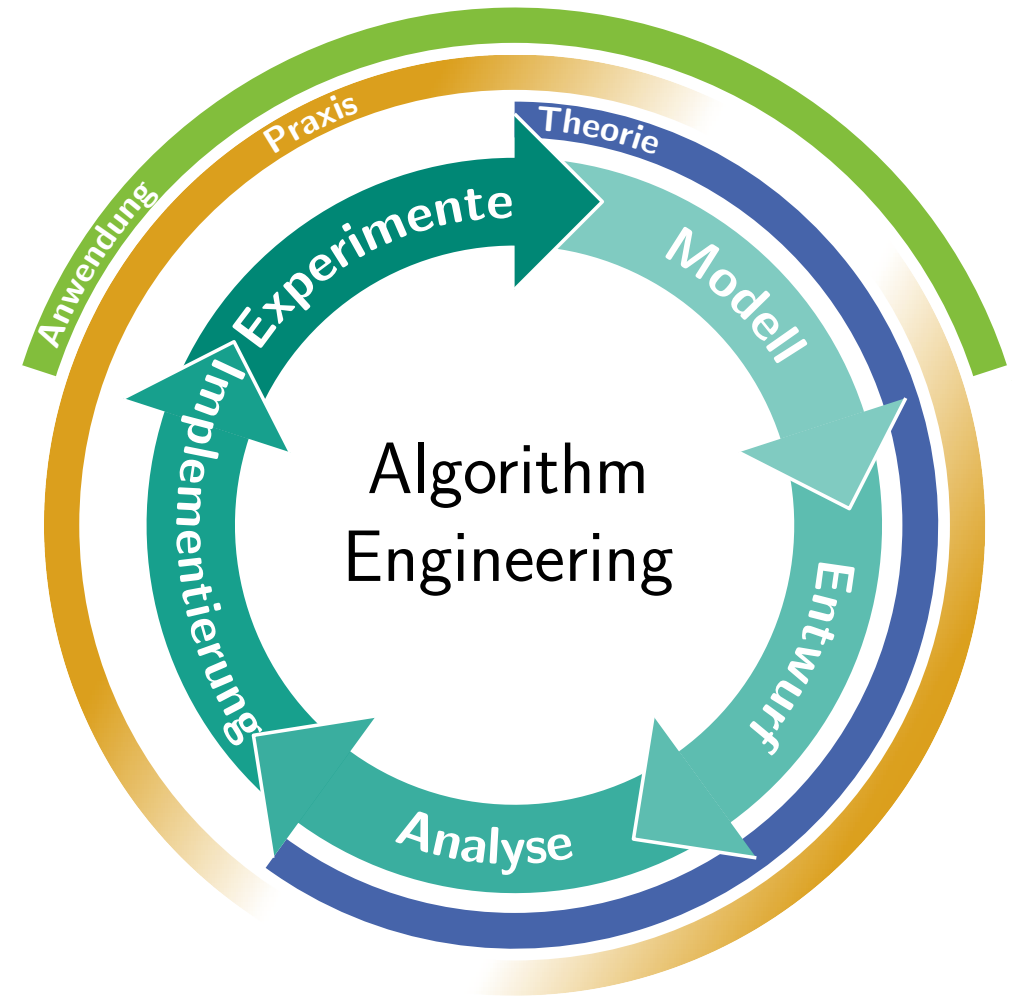 Anwendung
Praxis
Theorie
Experimente
Modell
Entwurf
Analyse
Implementierung
Algorithm
Engineering